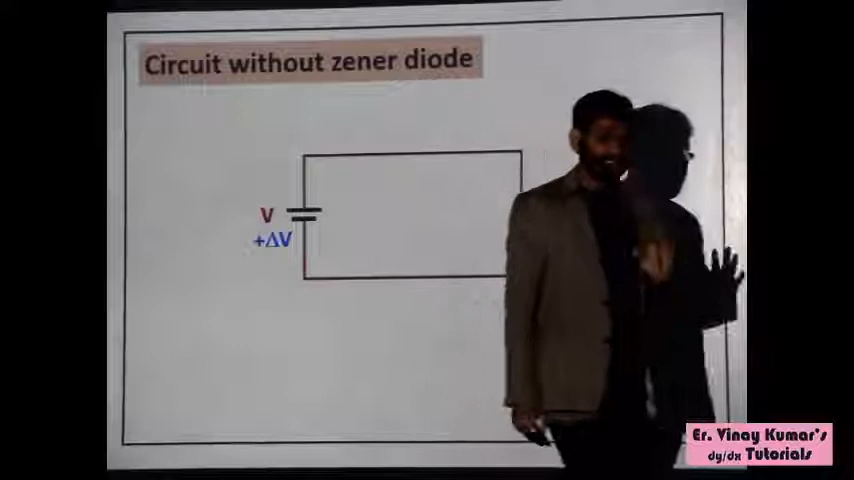 Circuit without zener diode
V
+ΔV
Er. Vinay Kumar's
dy/dx Tutorials